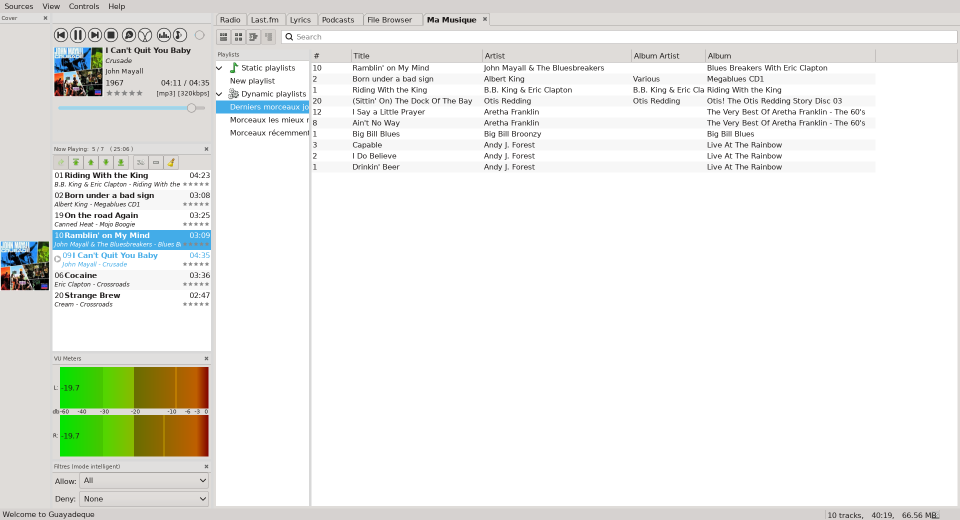 Sources View Controls Help
Cover
I Can't Quit You Baby
Crusade
John Mayall
1967 04:11 / 04:35
[mp3] [320kbps]
Now Playing: 5 / 7 ( 25:06 )
01 Riding With the King 04:23
B.B. King & Eric Clapton - Riding With the
02 Born under a bad sign 03:08
Albert King - Megablues CD1
19 On the road Again 03:25
Canned Heat - Mojo Boogie
10 Ramblin' on My Mind 03:09
John Mayall & The Bluesbreakers - Blues B
09 I Can't Quit You Baby 04:35
John Mayall - Crusade
06 Cocaine 03:36
Eric Clapton - Crossroads
20 Strange Brew 02:47
Cream - Crossroads
VU Meters
L: -19.7
db -60 -40 -30 -20 -10 -6 -3 0
R: -19.7
Filtres (mode intelligent)
Allow: All
Deny: None
Radio Last.fm Lyrics Podcasts File Browser Ma Musique
Search
Playlists
Static playlists
New playlist
Dynamic playlists
Derniers morceaux jo
Morceaux les mieux
Morceaux récemment
# Title Artist Album Artist Album
10 Ramblin' on My Mind John Mayall & The Bluesbreakers Blues Breakers With Eric Clapton
2 Born under a bad sign Albert King Various Megablues CD1
1 Riding With the King B.B. King & Eric Clapton B.B. King & Eric Cla Riding With the King
20 (Sittin' On) The Dock Of The Bay Otis Redding Otis Redding Otis! The Otis Redding Story Disc 03
12 I Say a Little Prayer Aretha Franklin The Very Best Of Aretha Franklin - The 60's
8 Ain't No Way Aretha Franklin The Very Best Of Aretha Franklin - The 60's
1 Big Bill Blues Big Bill Broonzy Big Bill Blues
3 Capable Andy J. Forest Live At The Rainbow
2 I Do Believe Andy J. Forest Live At The Rainbow
1 Drinkin' Beer Andy J. Forest Live At The Rainbow
Welcome to Guayadeque 10 tracks, 40:19, 66.56 MB